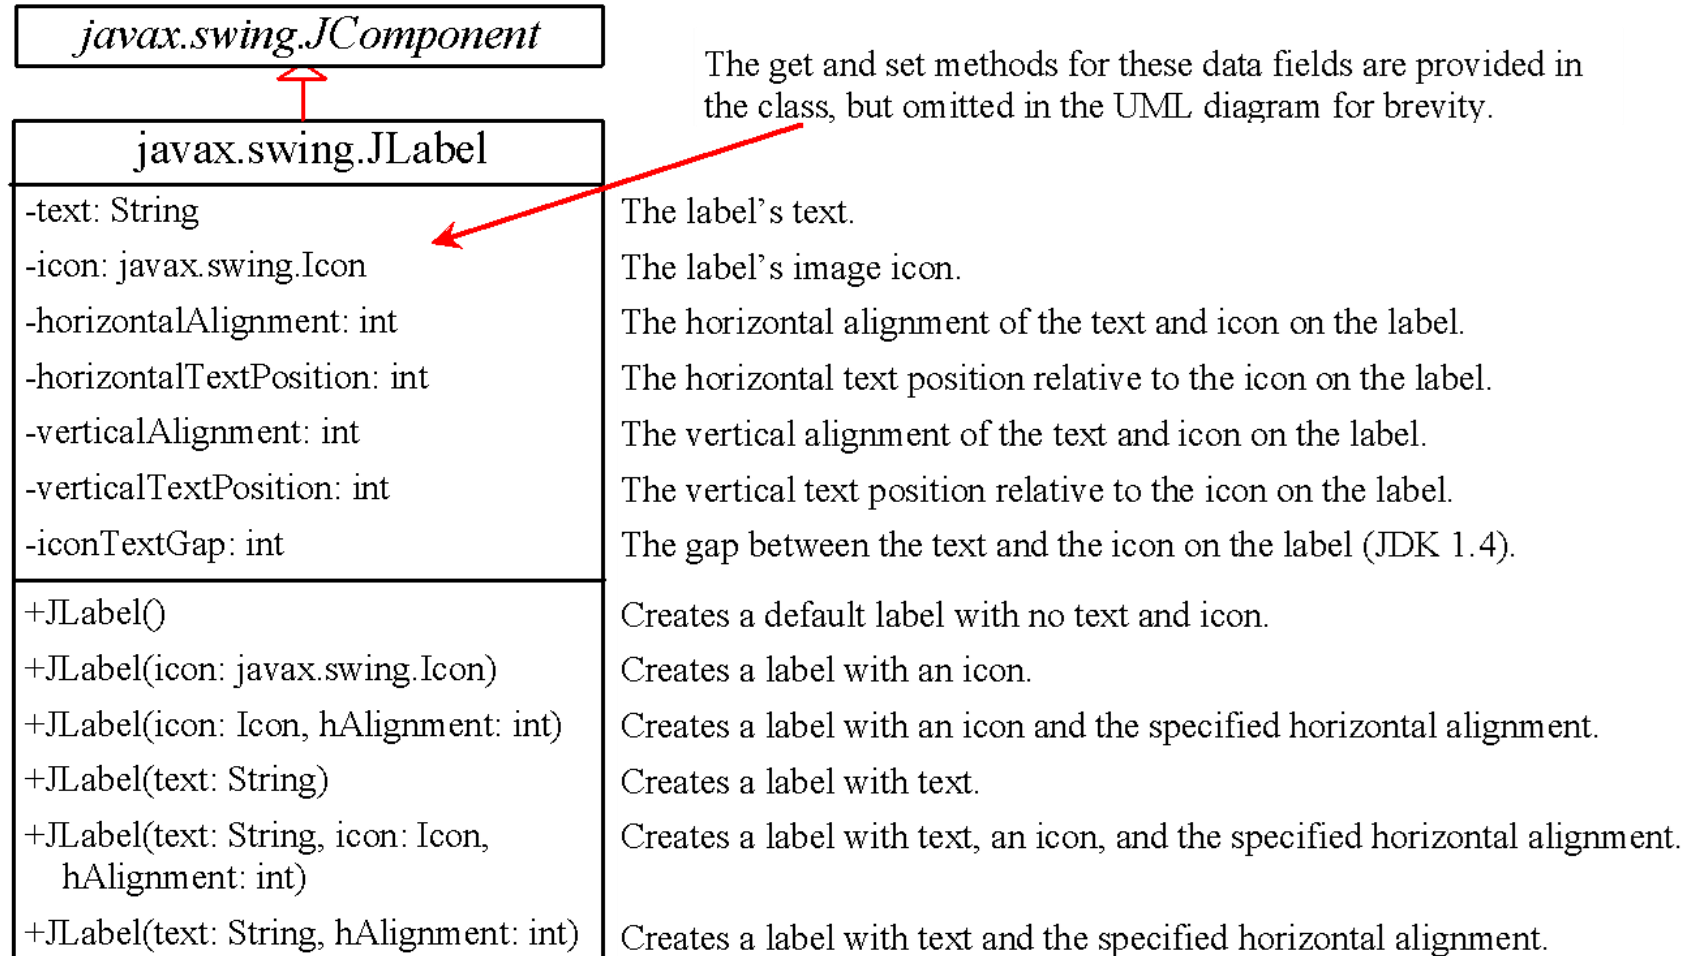 javax.swing.JComponent
The get and set methods for these data fields are provided in
the class, but omitted in the UML diagram for brevity.
javax.swing.JLabel
-text: String The label's text.
-icon: javax.swing.Icon The label's image icon.
-horizontalAlignment: int The horizontal alignment of the text and icon on the label.
-horizontalTextPosition: int The horizontal text position relative to the icon on the label.
-verticalAlignment: int The vertical alignment of the text and icon on the label.
-verticalTextPosition: int The vertical text position relative to the icon on the label.
-iconTextGap: int The gap between the text and the icon on the label (JDK 1.4).
+JLabel() Creates a default label with no text and icon.
+JLabel(icon: javax.swing.Icon) Creates a label with an icon.
+JLabel(icon: Icon, hAlignment: int) Creates a label with an icon and the specified horizontal alignment.
+JLabel(text: String) Creates a label with text.
+JLabel(text: String, icon: Icon, Creates a label with text, an icon, and the specified horizontal alignment.
hAlignment: int)
+JLabel(text: String, hAlignment: int) Creates a label with text and the specified horizontal alignment.